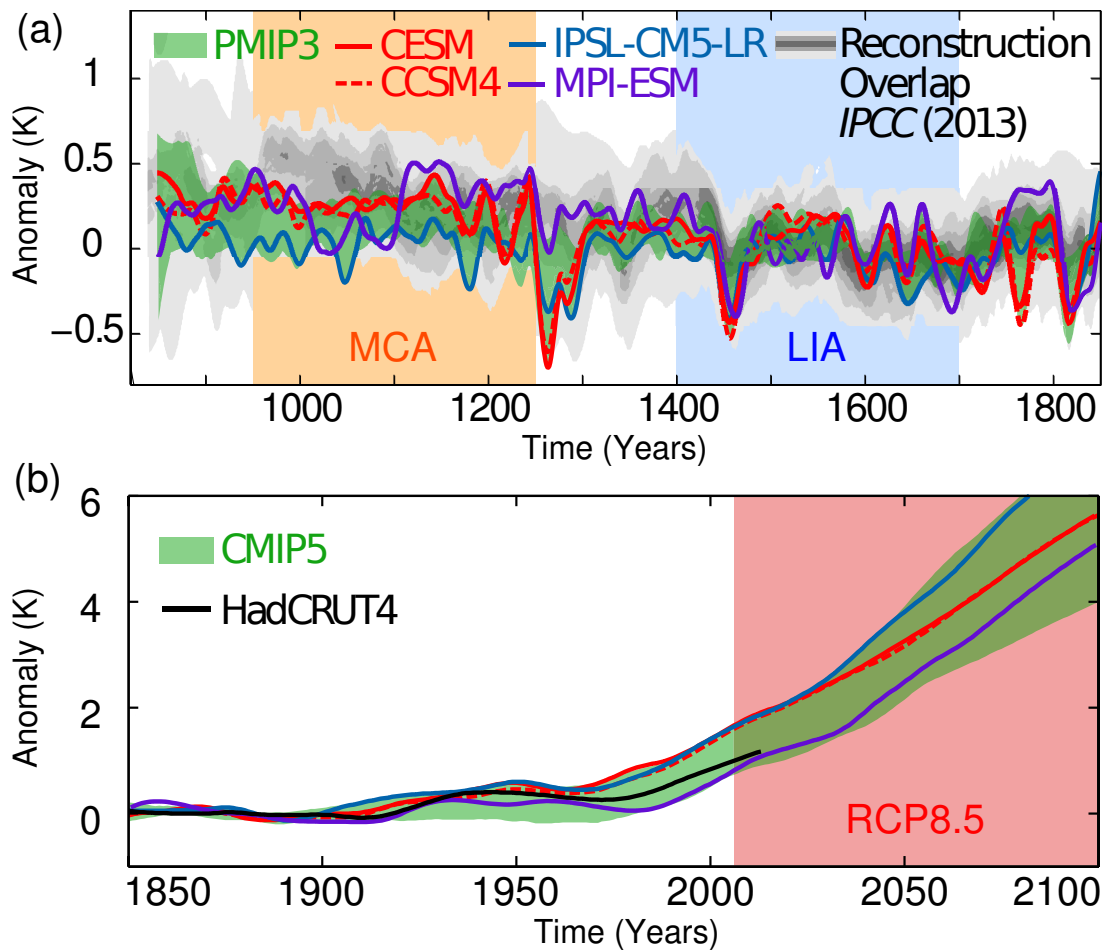 (a)
PMIP3 CESM IPSL-CM5-LR Reconstruction
CCSM4 MPI-ESM Overlap
IPCC (2013)
1
0.5
0
−0.5
Anomaly (K)
MCA LIA
1000 1200 1400 1600 1800
Time (Years)
(b)
6
4
2
0
Anomaly (K)
CMIP5
HadCRUT4
RCP8.5
1850 1900 1950 2000 2050 2100
Time (Years)